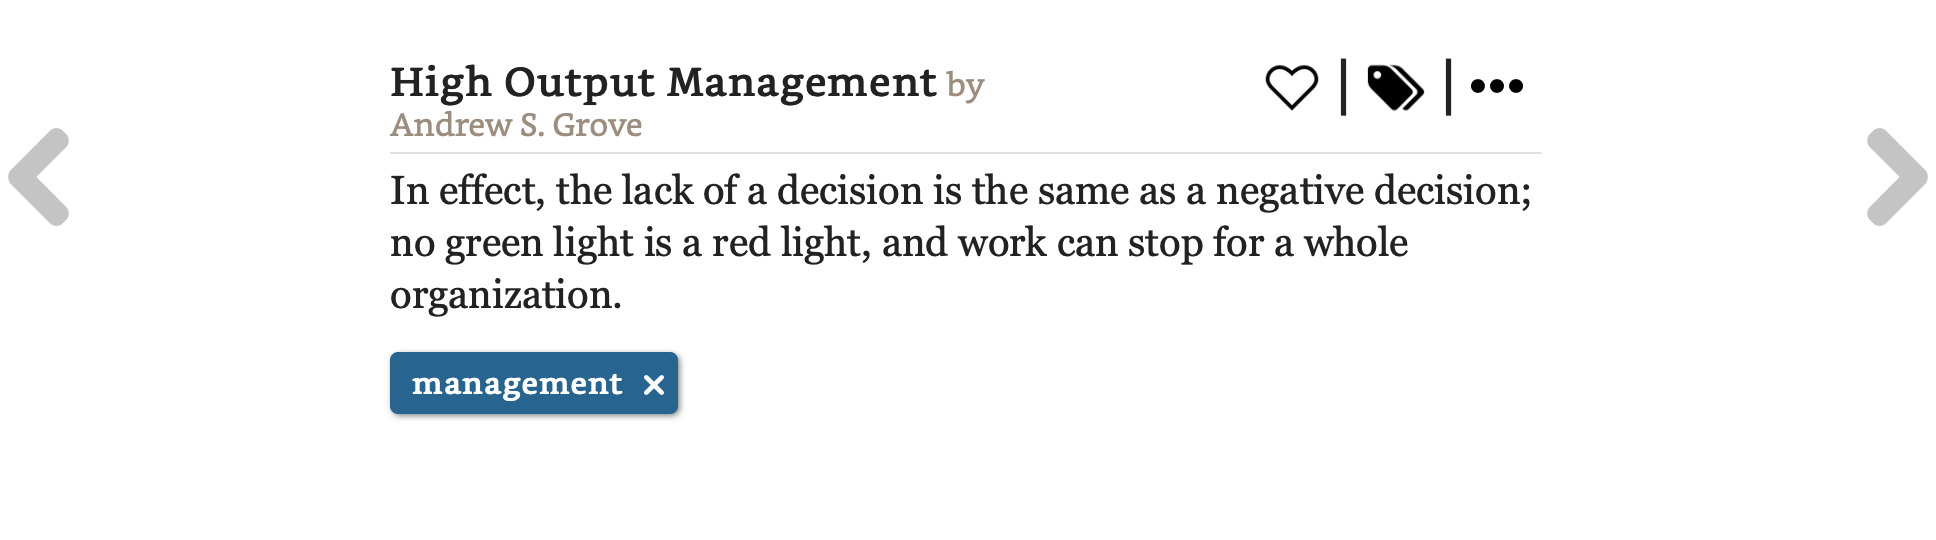 High Output Management by
Andrew S. Grove
In effect, the lack of a decision is the same as a negative decision;
no green light is a red light, and work can stop for a whole
organization.
management